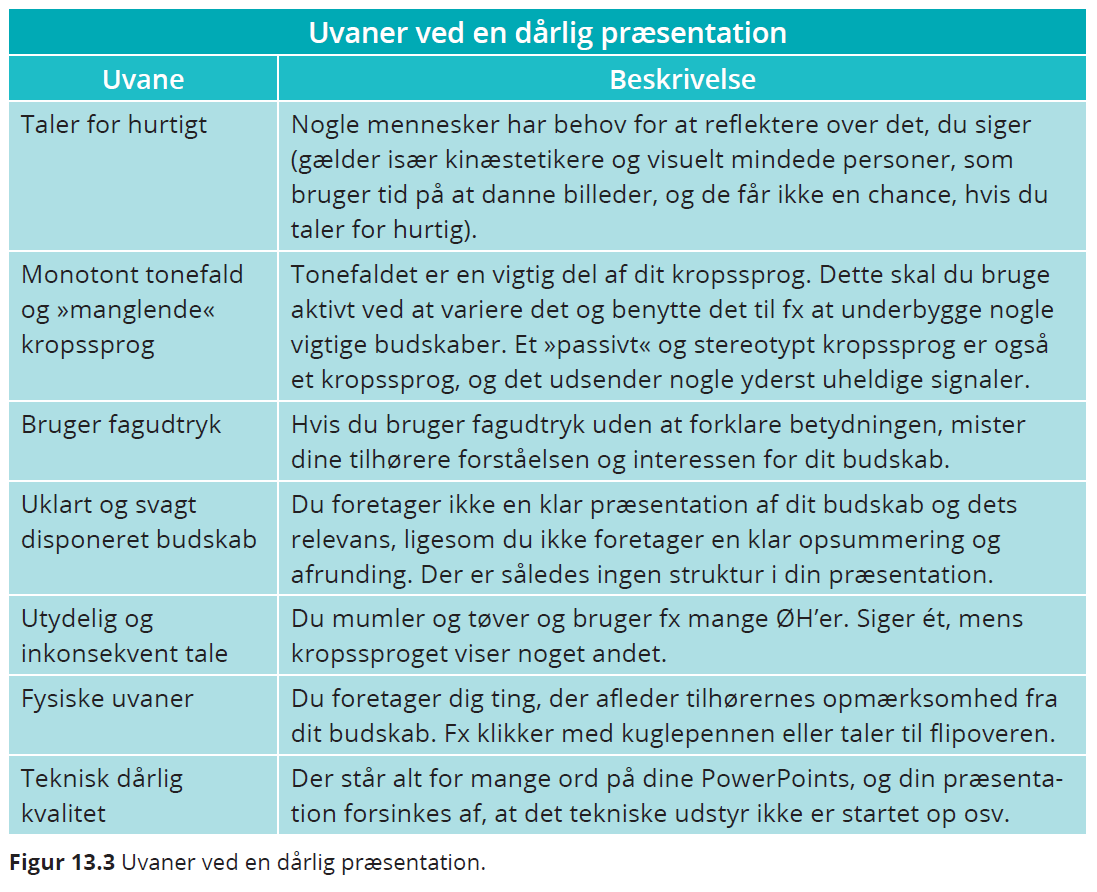 Uvaner ved en dårlig præsentation
Uvane
Beskrivelse
Taler for hurtigt
Nogle mennesker har behov for at reflektere over det, du siger
(gælder især kinæstetikere og visuelt mindede personer, som
bruger tid på at danne billeder, og de får ikke en chance, hvis du
taler for hurtig).
Monotont tonefald
og »manglende«
kropssprog
Tonefaldet er en vigtig del af dit kropssprog. Dette skal du bruge
aktivt ved at variere det og benytte det til fx at underbygge nogle
vigtige budskaber. Et »passivt« og stereotypt kropssprog er også
et kropssprog, og det udsender nogle yderst uheldige signaler.
Bruger fagudtryk
Hvis du bruger fagudtryk uden at forklare betydningen, mister
dine tilhørere forståelsen og interessen for dit budskab.
Uklart og svagt
disponeret budskab
Du foretager ikke en klar præsentation af dit budskab og dets
relevans, ligesom du ikke foretager en klar opsummering og
afrunding. Der er således ingen struktur i din præsentation.
Utydelig og
inkonsekvent tale
Du mumler og tøver og bruger fx mange ØH’er. Siger ét, mens
kropssproget viser noget andet.
Fysiske uvaner
Du foretager dig ting, der afleder tilhørernes opmærksomhed fra
dit budskab. Fx klikker med kuglepennen eller taler til flipoveren.
Teknisk dårlig
kvalitet
Der står alt for mange ord på dine PowerPoints, og din præsenta-
tion forsinkes af, at det tekniske udstyr ikke er startet op osv.
Figur 13.3 Uvaner ved en dårlig præsentation.